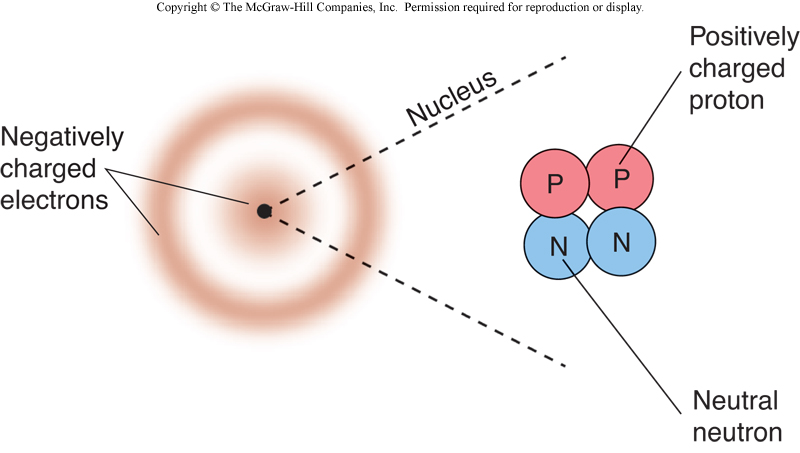 Copyright © The McGraw-Hill Companies, Inc. Permission required for reproduction or display.
Negatively
charged
electrons
Nucleus
Positively
charged
proton
P
P
N
N
Neutral
neutron